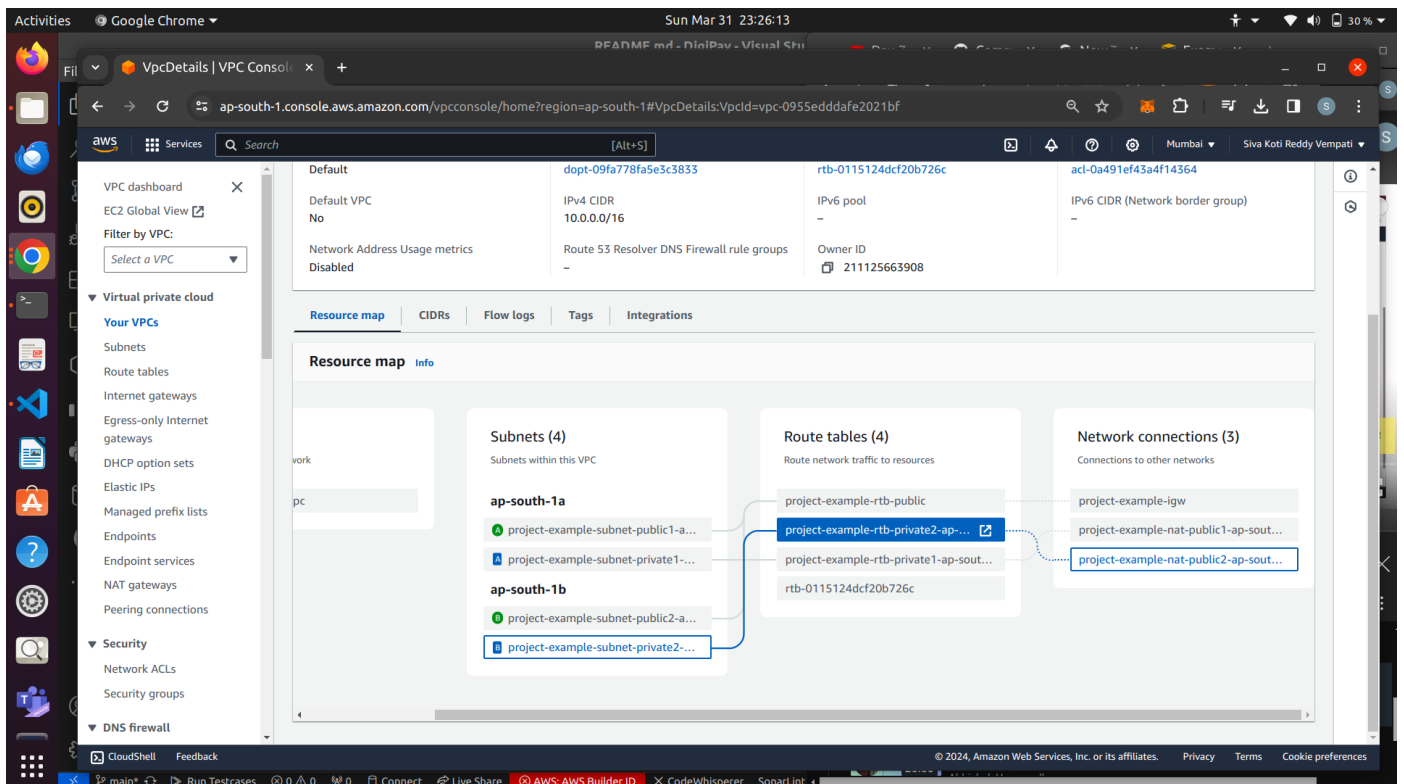 Activities
Google Chrome
Sun Mar 31 23:26:13
30 %
README.md - DigiPay - Visual Stu
VpcDetails | VPC Consol
ap-south-1.console.aws.amazon.com/vpcconsole/home?region=ap-south-1#VpcDetails:VpcId=vpc-0955edddafe2021bf
S
aws
Services
Search
[Alt+S]
Mumbai
Siva Koti Reddy Vempati
VPC dashboard
EC2 Global View
Filter by VPC:
Select a VPC
Virtual private cloud
Your VPCs
Subnets
Route tables
Internet gateways
Egress-only Internet
gateways
DHCP option sets
Elastic IPs
Managed prefix lists
Endpoints
Endpoint services
NAT gateways
Peering connections
Security
Network ACLs
Security groups
DNS firewall
Default
dopt-09fa778fa5e3c3833
rtb-0115124dcf20b726c
acl-0a491ef43a4f14364
Default VPC
No
IPv4 CIDR
10.0.0.0/16
IPv6 pool
–
IPv6 CIDR (Network border group)
–
Network Address Usage metrics
Disabled
Route 53 Resolver DNS Firewall rule groups
–
Owner ID
211125663908
Resource map
CIDRs
Flow logs
Tags
Integrations
Resource map Info
work
pc
Subnets (4)
Subnets within this VPC
ap-south-1a
A project-example-subnet-public1-a...
A project-example-subnet-private1-...
ap-south-1b
B project-example-subnet-public2-a...
B project-example-subnet-private2-...
Route tables (4)
Route network traffic to resources
project-example-rtb-public
project-example-rtb-private2-ap-...
project-example-rtb-private1-ap-sout...
rtb-0115124dcf20b726c
Network connections (3)
Connections to other networks
project-example-igw
project-example-nat-public1-ap-sout...
project-example-nat-public2-ap-sout...
CloudShell
Feedback
© 2024, Amazon Web Services, Inc. or its affiliates.
Privacy
Terms
Cookie preferences
main*
Run Testcases
0
0
0
Connect
Live Share
AWS: AWS Builder ID
CodeWhisperer
SonarLint